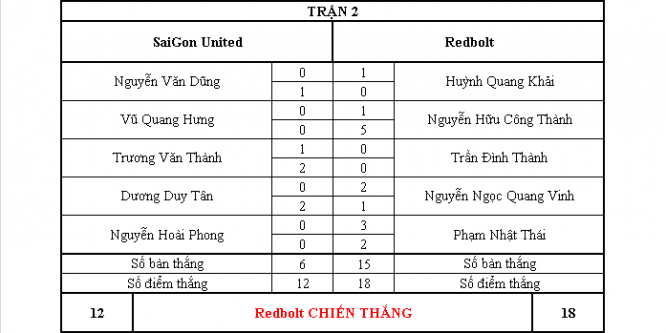 TRẬN 2
SaiGon United Redbolt
Nguyễn Văn Dũng 0 1 Huỳnh Quang Khải
1 0
Vũ Quang Hưng 0 1 Nguyễn Hữu Công Thành
0 5
Trương Văn Thành 1 0 Trần Đình Thành
2 0
Dương Duy Tân 0 2 Nguyễn Ngọc Quang Vinh
2 1
Nguyễn Hoài Phong 0 3 Phạm Nhật Thái
0 2
Số bàn thắng 6 15 Số bàn thắng
Số điểm thắng 12 18 Số điểm thắng
12 Redbolt CHIẾN THẮNG 18